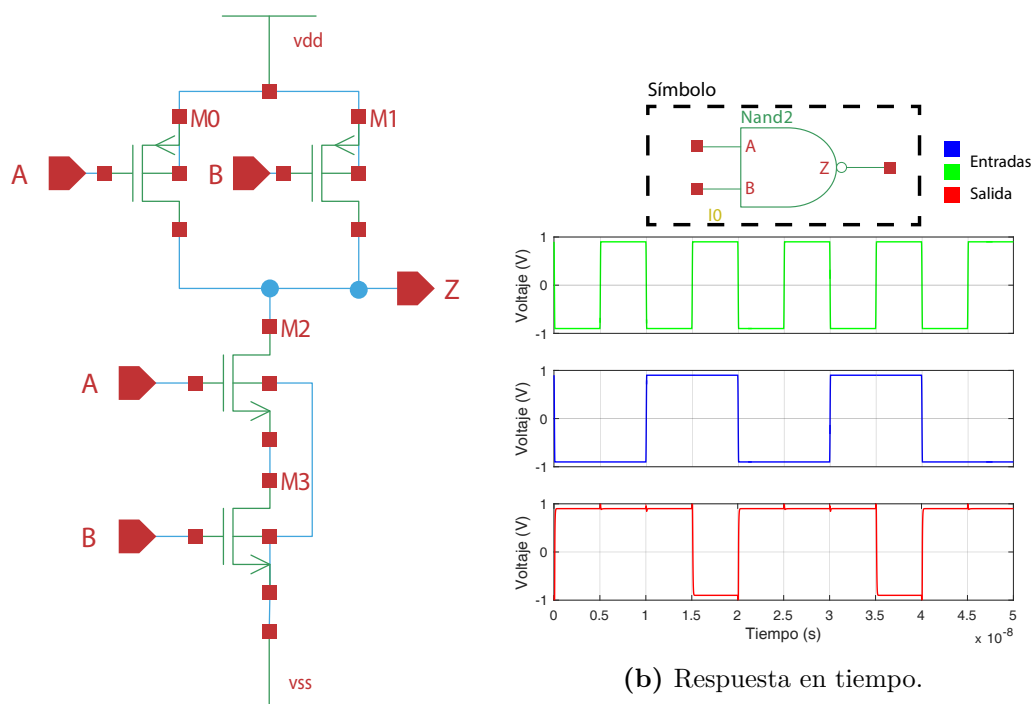 vdd
M0
M1
A
B
Z
M2
A
M3
B
vss
Símbolo
Nand2
A
Z
B
I0
Entradas
Salida
Voltaje (V)
1
0
-1
Voltaje (V)
1
0
-1
Voltaje (V)
1
0
-1
0 0.5 1 1.5 2 2.5 3 3.5 4 4.5 5
Tiempo (s)
× 10⁻⁸
(b) Respuesta en tiempo.